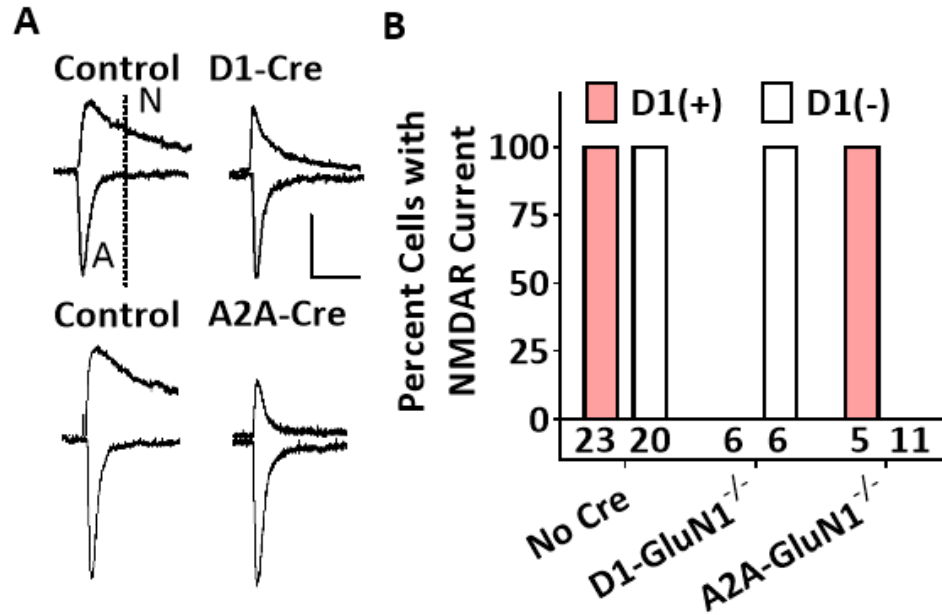 A
Control D1-Cre
N
A
Control A2A-Cre
B
D1(+) D1(-)
Percent Cells with
NMDAR Current
100
75
50
25
0
23 20 6 6 5 11
No Cre
D1-GluN1-/-
A2A-GluN1-/-